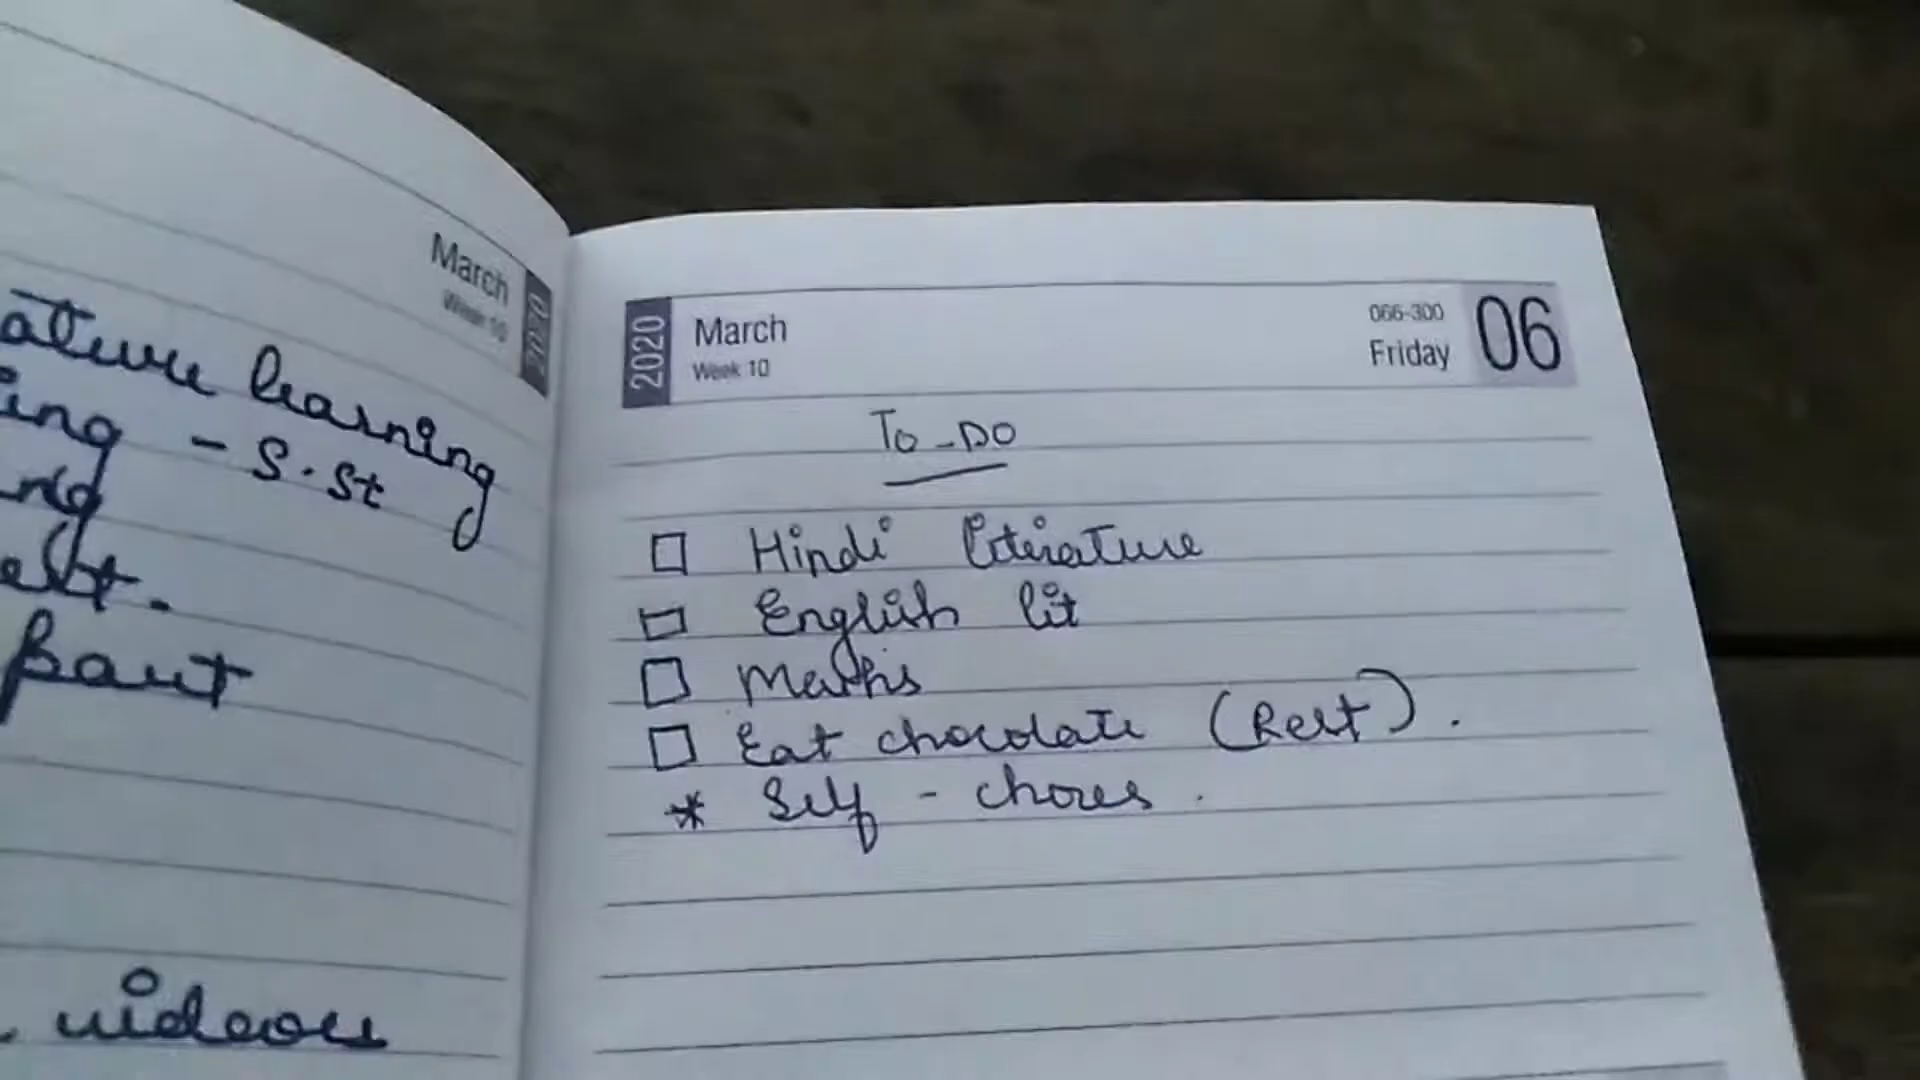 March
Week 10
2020
ature learning
ing - S.St
part
videos
2020
March
Week 10
066-300
Friday
06
To-DO
Hindi literature
English lit
Maths
Eat chocolate (Rest).
* Self - chores.